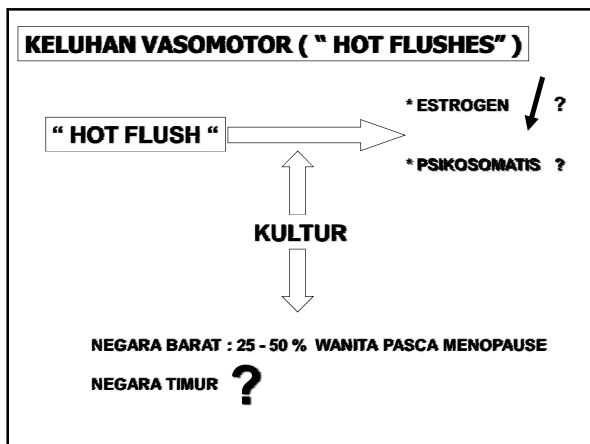 KELUHAN VASOMOTOR ( “ HOT FLUSHES” )
* ESTROGEN ?
“ HOT FLUSH “
* PSIKOSOMATIS ?
KULTUR
NEGARA BARAT : 25 - 50 % WANITA PASCA MENOPAUSE
NEGARA TIMUR ?